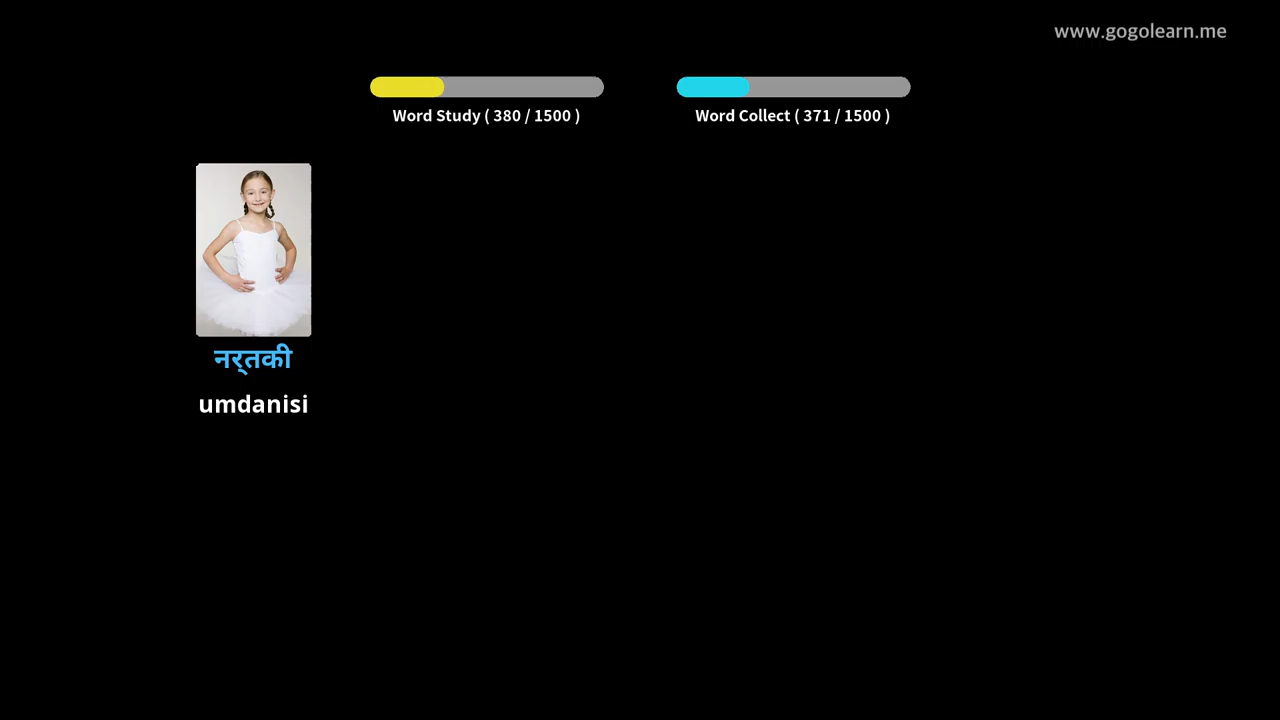 www.gogolearn.me
Word Study ( 380 / 1500 )
Word Collect ( 371 / 1500 )
नर्‌तकी
umdanisi